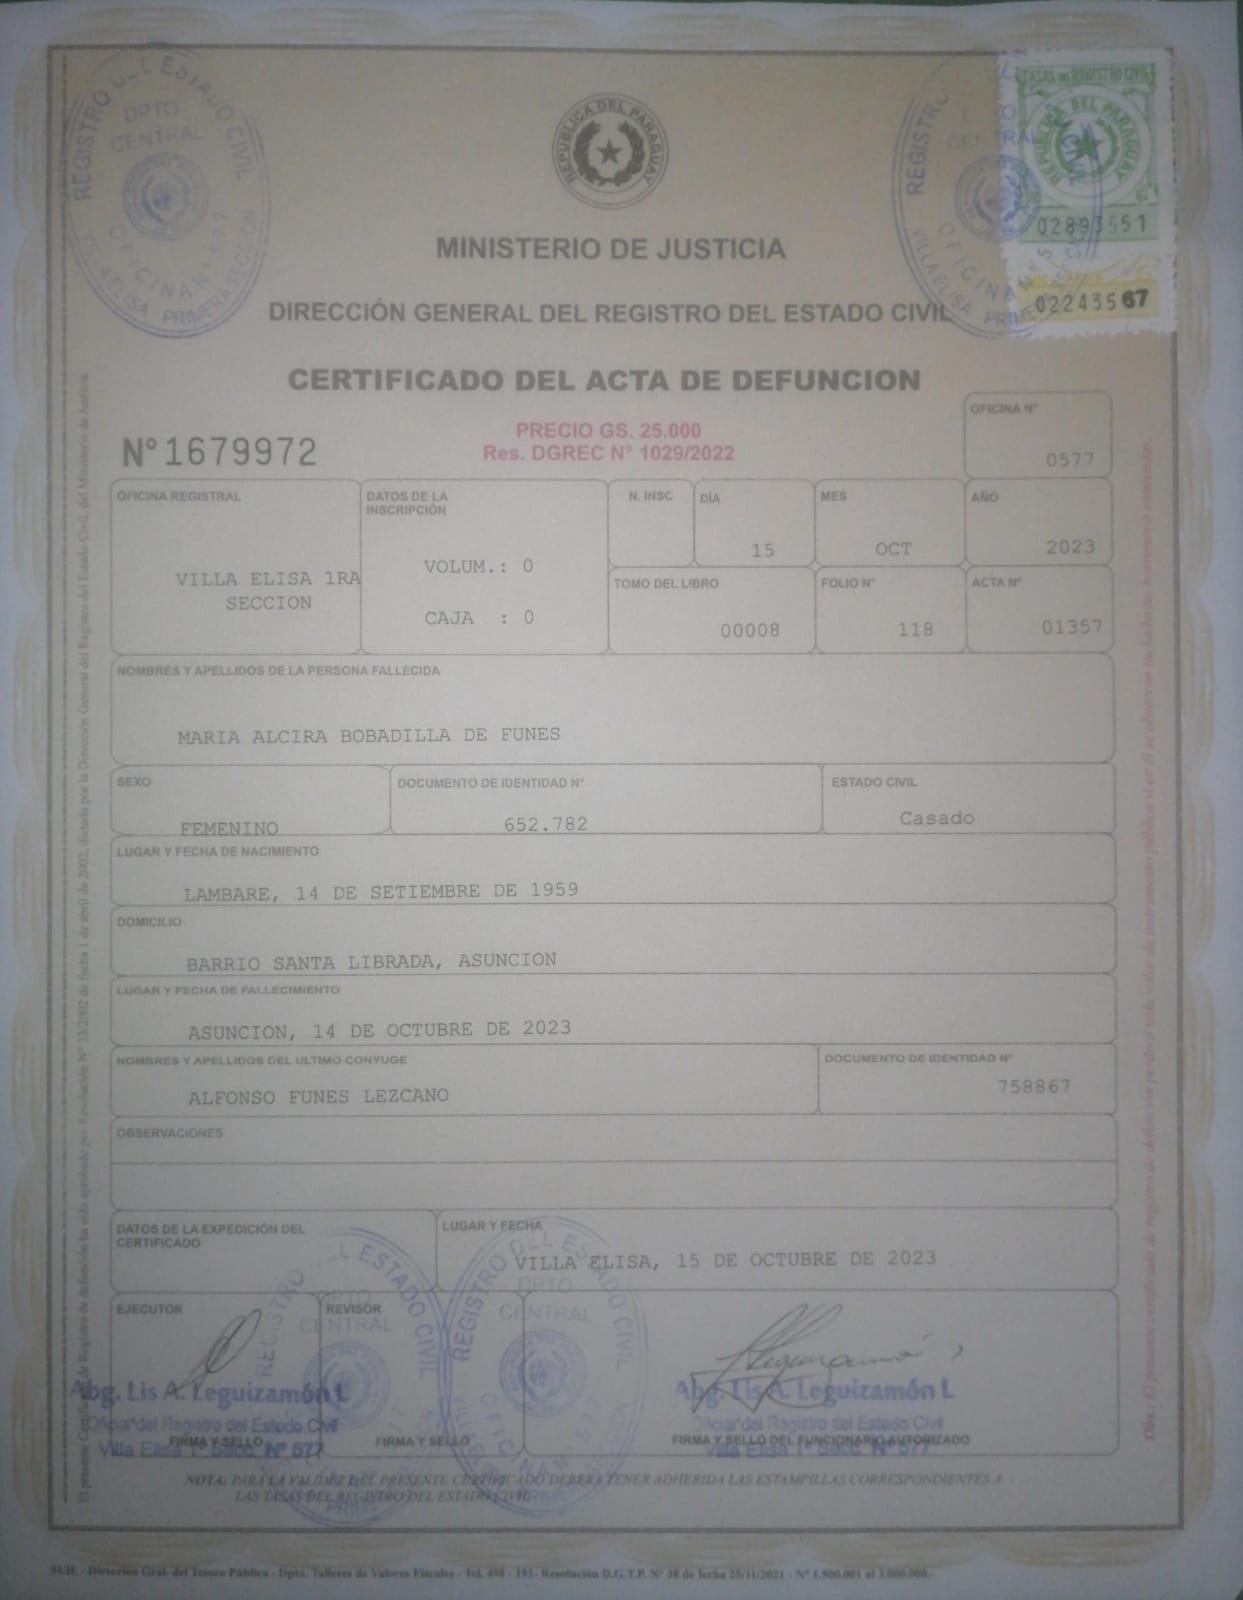 REGISTRO DEL ESTADO CIVIL
DPTO
CENTRAL
OFICINA Nº 577
VILLA ELISA PRIMERA SECCION
REPUBLICA DEL PARAGUAY
TASAS DEL REGISTRO CIVIL
REPUBLICA DEL PARAGUAY
02893551
02243567
MINISTERIO DE JUSTICIA
DIRECCIÓN GENERAL DEL REGISTRO DEL ESTADO CIVIL
CERTIFICADO DEL ACTA DE DEFUNCION
PRECIO GS. 25.000
Res. DGREC N° 1029/2022
Nº 1679972
OFICINA N°
0577
OFICINA REGISTRAL
VILLA ELISA 1RA
SECCION
DATOS DE LA
INSCRIPCIÓN
VOLUM.: 0
CAJA : 0
N. INSC
DÍA
15
MES
OCT
AÑO
2023
TOMO DEL LIBRO
00008
FOLIO N°
118
ACTA N°
01357
NOMBRES Y APELLIDOS DE LA PERSONA FALLECIDA
MARIA ALCIRA BOBADILLA DE FUNES
SEXO
FEMENINO
DOCUMENTO DE IDENTIDAD N°
652.782
ESTADO CIVIL
Casado
LUGAR Y FECHA DE NACIMIENTO
LAMBARE, 14 DE SETIEMBRE DE 1959
DOMICILIO
BARRIO SANTA LIBRADA, ASUNCION
LUGAR Y FECHA DE FALLECIMIENTO
ASUNCION, 14 DE OCTUBRE DE 2023
NOMBRES Y APELLIDOS DEL ULTIMO CONYUGE
ALFONSO FUNES LEZCANO
DOCUMENTO DE IDENTIDAD N°
758867
OBSERVACIONES
DATOS DE LA EXPEDICIÓN DEL
CERTIFICADO
LUGAR Y FECHA
VILLA ELISA, 15 DE OCTUBRE DE 2023
EJECUTOR
REVISOR
Abg. Lis A. Leguizamón L
Oficial del Registro del Estado Civil
Villa Elisa 1° Secc. N° 577
FIRMA Y SELLO
FIRMA Y SELLO
Abg. Lis A. Leguizamón L
Oficial del Registro del Estado Civil
Villa Elisa 1° Secc. N° 577
FIRMA Y SELLO DEL FUNCIONARIO AUTORIZADO
NOTA: PARA LA VALIDEZ DEL PRESENTE CERTIFICADO DEBERA TENER ADHERIDA LAS ESTAMPILLAS CORRESPONDIENTES A
LAS TASAS DEL REGISTRO DEL ESTADO CIVIL
M.H. - Dirección Gral. del Tesoro Público - Dpto. Talleres de Valores Fiscales - Tel. 498 - 191- Resolución D.G.T.P. N° 38 de fecha 25/11/2021 - N° 1.500.001 al 3.000.000.-
El presente Certificado de Registro de defunción ha sido aprobado por Resolución N° 33/2002 de fecha 1 de abril de 2002, dictada por la Dirección General del Registro del Estado Civil, del Ministerio de Justicia
Obs.: El presente certificado de registro de defunción perderá todo valor de instrumento público si en él se observan tachaduras, borrones o enmiendas